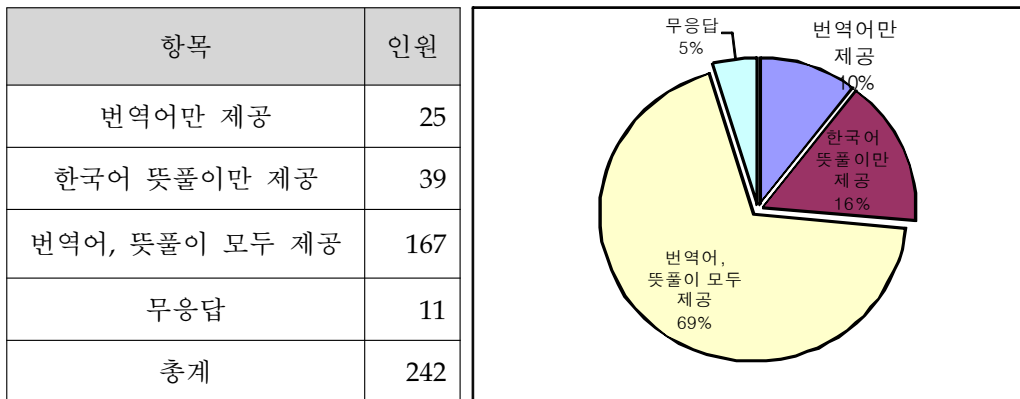 항목 인원
번역어만 제공 25
한국어 뜻풀이만 제공 39
번역어, 뜻풀이 모두 제공 167
무응답 11
총계 242
무응답
5%
번역어만
제공
10%
한국어
뜻풀이만
제공
16%
번역어,
뜻풀이 모두
제공
69%